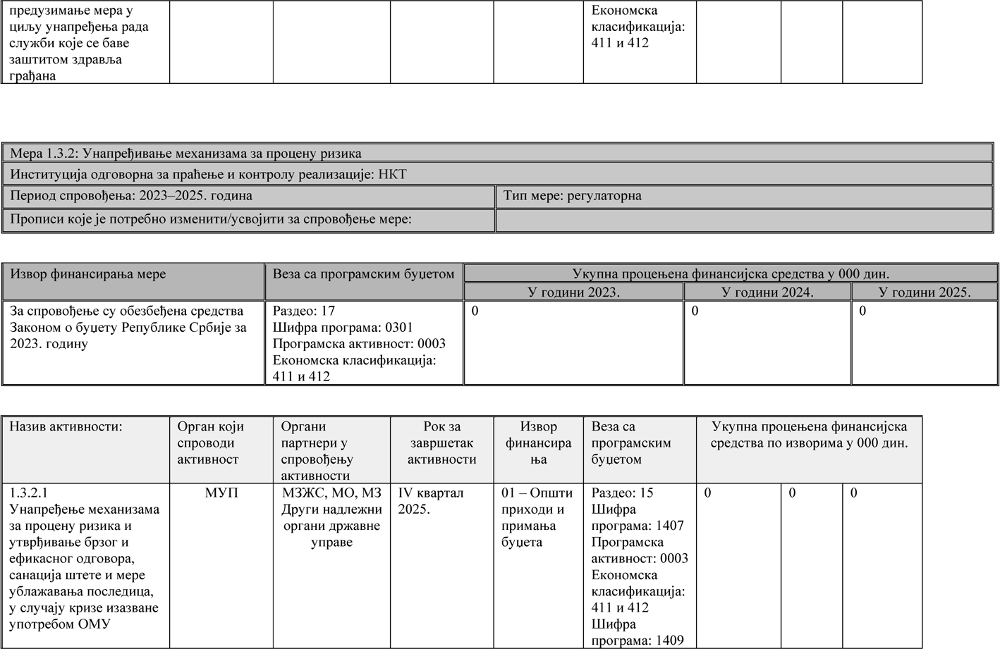 предузимање мера у
циљу унапређења рада
служби које се баве
заштитом здравља
грађана
Економска
класификација:
411 и 412
Мера 1.3.2: Унапређивање механизама за процену ризика
Институција одговорна за праћење и контролу реализације: НКТ
Период спровођења: 2023–2025. година
Тип мере: регулаторна
Прописи које је потребно изменити/усвојити за спровођење мере:
Извор финансирања мере
Веза са програмским буџетом
Укупна процењена финансијска средства у 000 дин.
У години 2023.
У години 2024.
У години 2025.
За спровођење су обезбеђена средства
Законом о буџету Републике Србије за
2023. годину
Раздео: 17
Шифра програма: 0301
Програмска активност: 0003
Економска класификација:
411 и 412
0
0
0
Назив активности:
Орган који
спроводи
активност
Органи
партнери у
спровођењу
активности
Рок за
завршетак
активности
Извор
финансира
ња
Веза са
програмским
буџетом
Укупна процењена финансијска
средства по изворима у 000 дин.
1.3.2.1
Унапређење механизама
за процену ризика и
утврђивање брзог и
ефикасног одговора,
санација штете и мере
ублажавања последица,
у случају кризе изазване
употребом ОМУ
МУП
МЗЖС, МО, МЗ
Други надлежни
органи државне
управе
IV квартал
2025.
01 – Општи
приходи и
примања
буџета
Раздео: 15
Шифра
програма: 1407
Програмска
активност: 0003
Економска
класификација:
411 и 412
Шифра
програма: 1409
0
0
0